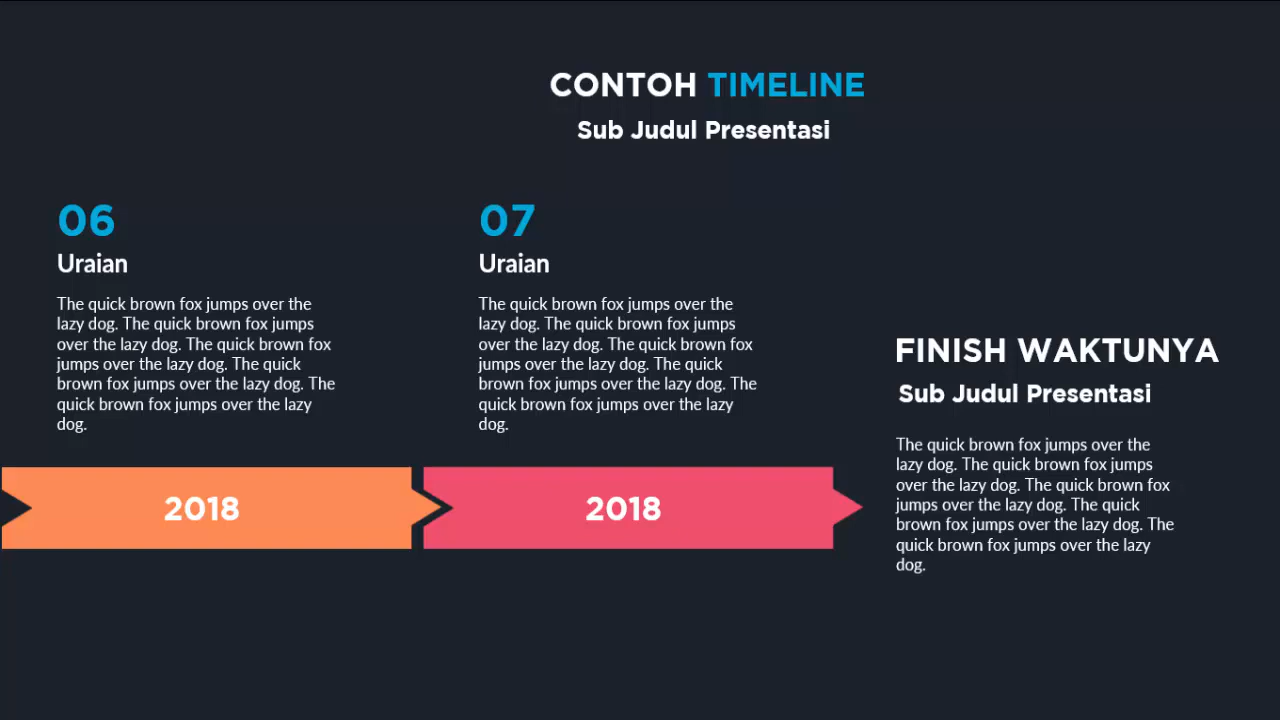 CONTOH TIMELINE
Sub Judul Presentasi
06
Uraian
The quick brown fox jumps over the
lazy dog. The quick brown fox jumps
over the lazy dog. The quick brown fox
jumps over the lazy dog. The quick
brown fox jumps over the lazy dog. The
quick brown fox jumps over the lazy
dog.
2018
07
Uraian
The quick brown fox jumps over the
lazy dog. The quick brown fox jumps
over the lazy dog. The quick brown fox
jumps over the lazy dog. The quick
brown fox jumps over the lazy dog. The
quick brown fox jumps over the lazy
dog.
2018
FINISH WAKTUNYA
Sub Judul Presentasi
The quick brown fox jumps over the
lazy dog. The quick brown fox jumps
over the lazy dog. The quick brown fox
jumps over the lazy dog. The quick
brown fox jumps over the lazy dog. The
quick brown fox jumps over the lazy
dog.